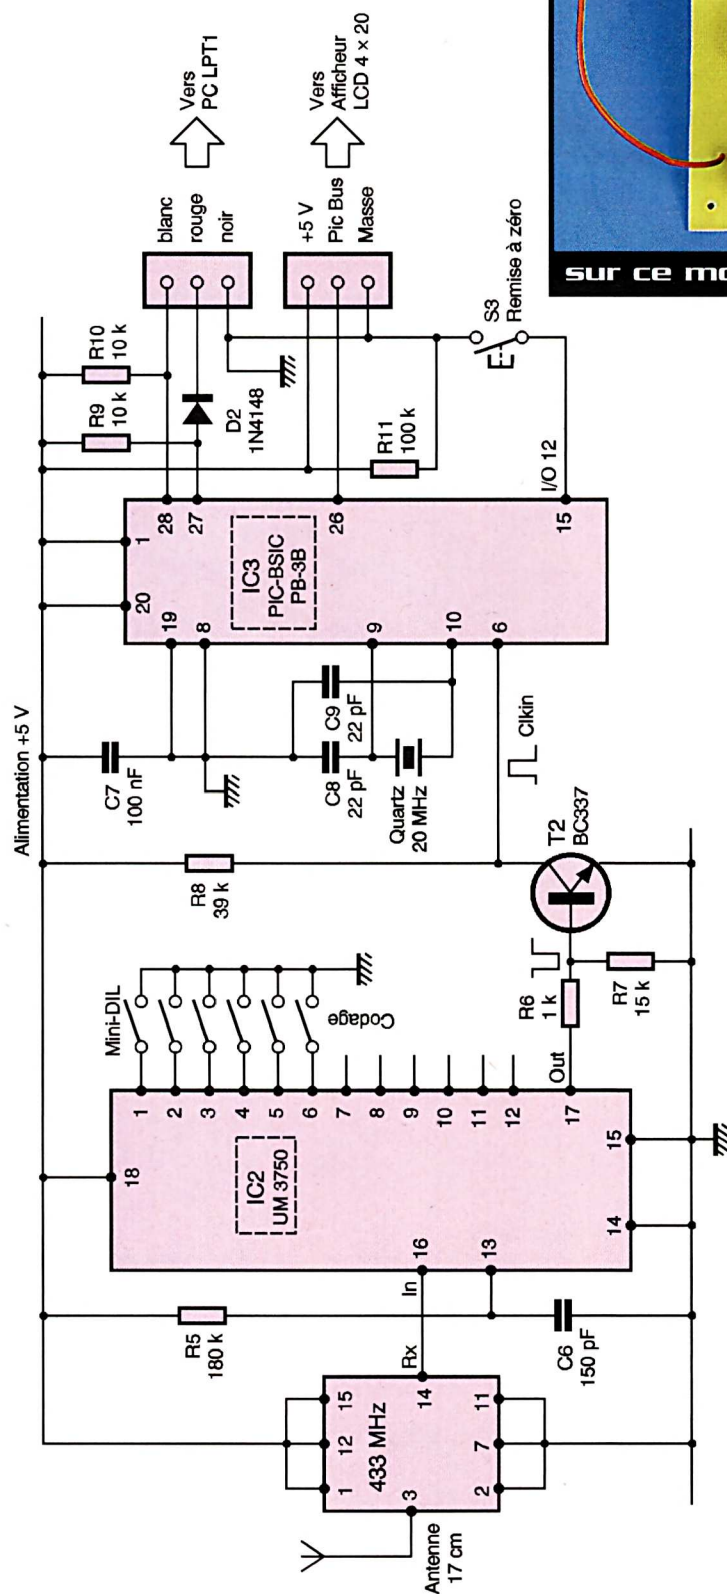 Alimentation +5 V
Antenne
17 cm
433 MHz
1
12
15
3
14
2
7
11
Rx
In
R5
180 k
C6
150 pF
IC2
UM 3750
18
16
13
14
15
1
2
3
4
5
6
7
8
9
10
11
12
17
Mini-DIL
Codage
Out
R6
1 k
R7
15 k
T2
BC337
R8
39 k
Clkin
C7
100 nF
C8
22 pF
C9
22 pF
Quartz
20 MHz
IC3
PIC-BSIC
PB-3B
20
1
19
8
9
10
6
28
27
26
15
I/O 12
R9
10 k
R10
10 k
D2
1N4148
R11
100 k
S3
Remise à zéro
blanc
rouge
noir
Vers
PC LPT1
+5 V
Pic Bus
Masse
Vers
Afficheur
LCD 4 x 20
sur ce mo